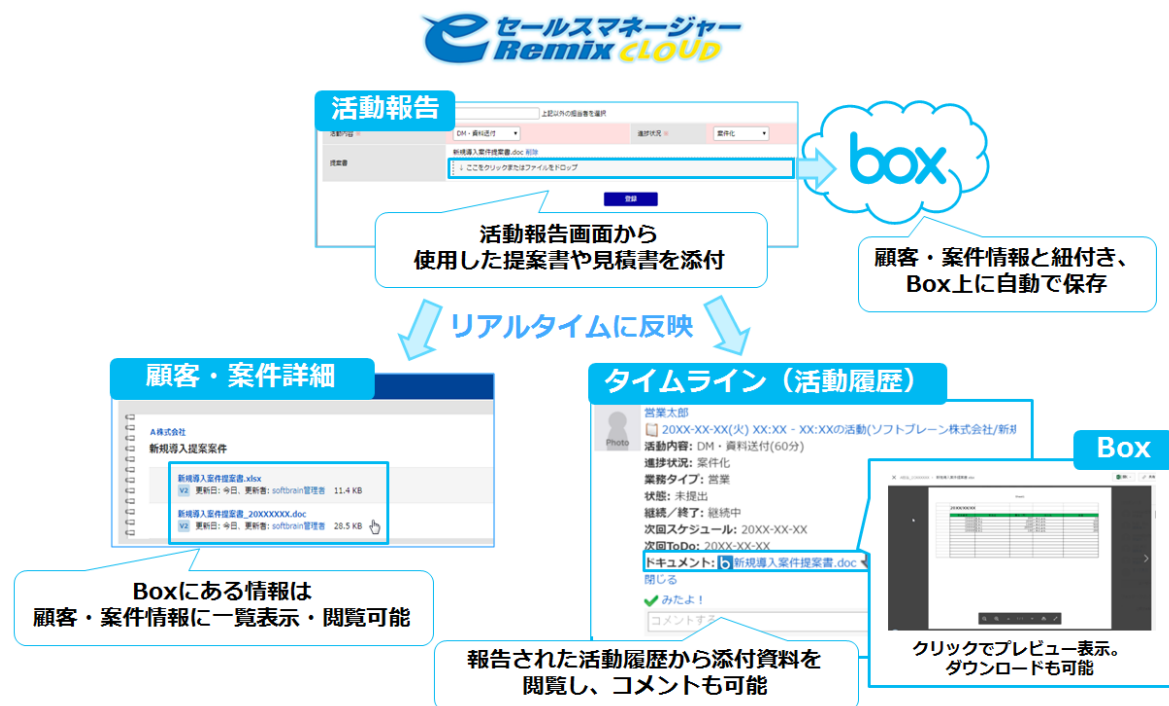 eセールスマネージャー
Remix CLOUD
活動報告
上記以外の担当者を選択
活動内容 ※
DM・資料送付
進捗状況 ※
案件化
提案書
新規導入案件提案書.doc 削除
↓ ここをクリックまたはファイルをドロップ
登録
box
活動報告画面から
使用した提案書や見積書を添付
顧客・案件情報と紐付き、
Box上に自動で保存
リアルタイムに反映
顧客・案件詳細
A株式会社
新規導入提案案件
新規導入案件提案書.xlsx
V2 更新日: 今日、更新者: softbrain管理者 11.4 KB
新規導入案件提案書_20XXXXXX.doc
V2 更新日: 今日、更新者: softbrain管理者 28.5 KB
Boxにある情報は
顧客・案件情報に一覧表示・閲覧可能
タイムライン（活動履歴）
Photo
営業太郎
20XX-XX-XX(火) XX:XX - XX:XXの活動(ソフトブレーン株式会社/新規
活動内容: DM・資料送付(60分)
進捗状況: 案件化
業務タイプ: 営業
状態: 未提出
継続／終了: 継続中
次回スケジュール: 20XX-XX-XX
次回ToDo: 20XX-XX-XX
ドキュメント: b 新規導入案件提案書.doc
閉じる
みたよ！
コメントする
報告された活動履歴から添付資料を
閲覧し、コメントも可能
Box
クリックでプレビュー表示。
ダウンロードも可能